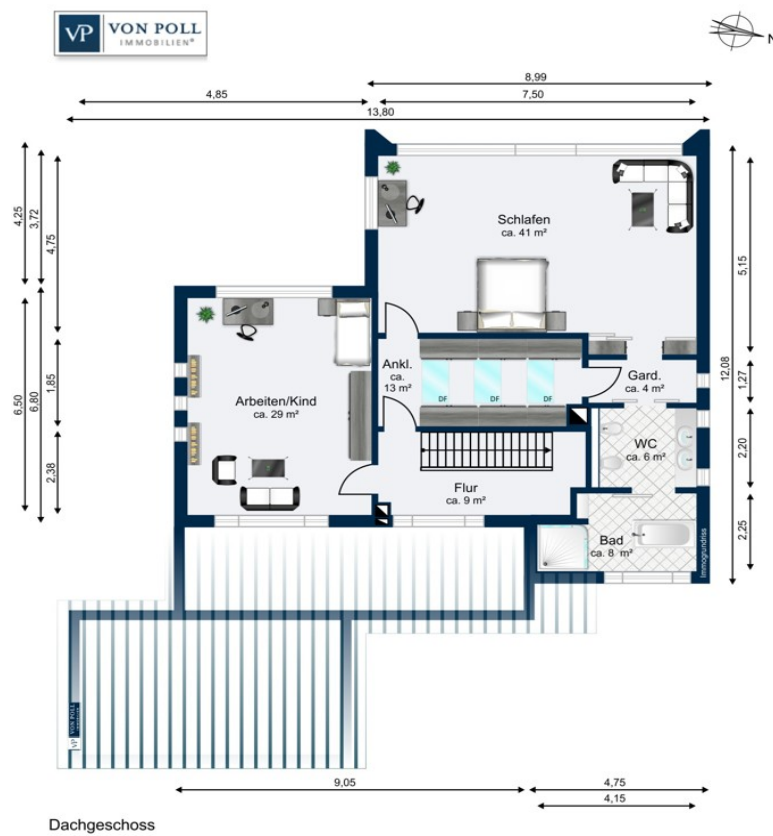 VP VON POLL
IMMOBILIEN®
N
8,99
4,85
7,50
13,80
4,25
3,72
4,75
6,50
6,80
1,85
2,38
5,15
12,08
1,27
2,20
2,25
Schlafen
ca. 41 m²
Ankl.
ca.
13 m²
DF
DF
DF
Gard.
ca. 4 m²
Arbeiten/Kind
ca. 29 m²
WC
ca. 6 m²
Flur
ca. 9 m²
Bad
ca. 8 m²
Immogrundriss
VP VON POLL
IMMOBILIEN
9,05
4,75
4,15
Dachgeschoss